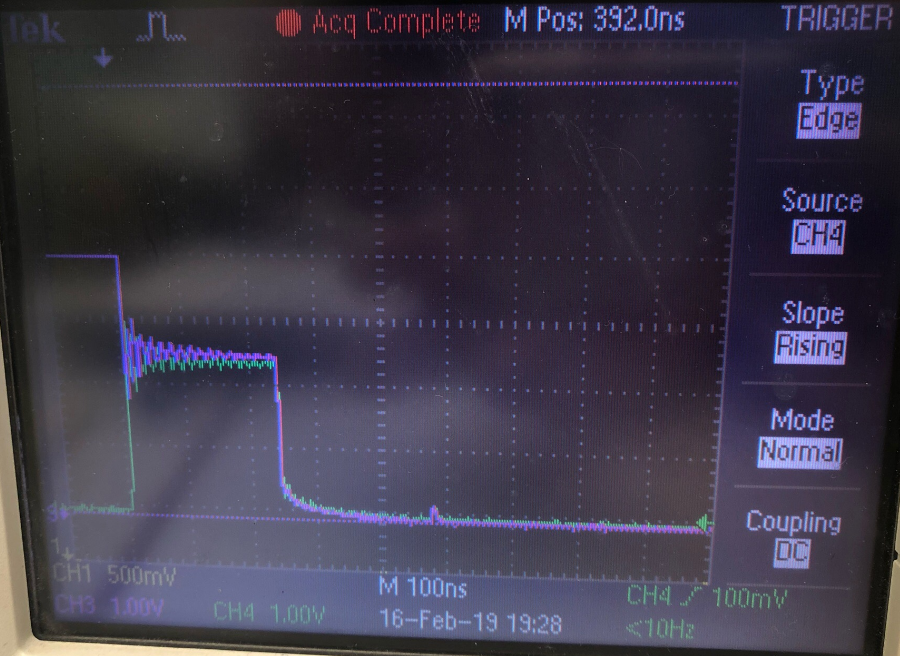 Tek
Acq Complete
M Pos: 392.0ns
TRIGGER
Type
Edge
Source
CH4
Slope
Rising
Mode
Normal
Coupling
DC
CH1 500mV
M 100ns
CH4 100mV
CH3 1.00V
CH4 1.00V
16-Feb-19 19:28
<10Hz